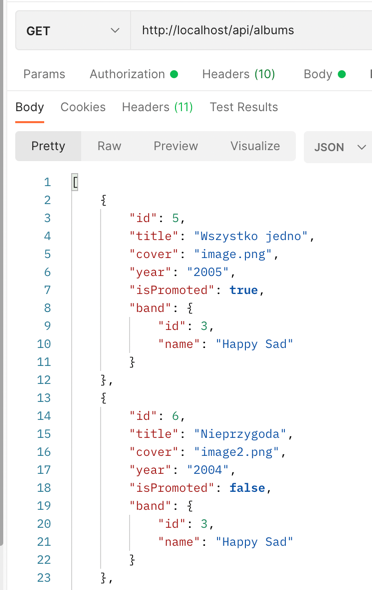 GET http://localhost/api/albums
Params Authorization Headers (10) Body
Body Cookies Headers (11) Test Results
Pretty Raw Preview Visualize JSON
1 [
2 {
3 "id": 5,
4 "title": "Wszystko jedno",
5 "cover": "image.png",
6 "year": "2005",
7 "isPromoted": true,
8 "band": {
9 "id": 3,
10 "name": "Happy Sad"
11 }
12 },
13 {
14 "id": 6,
15 "title": "Nieprzygoda",
16 "cover": "image2.png",
17 "year": "2004",
18 "isPromoted": false,
19 "band": {
20 "id": 3,
21 "name": "Happy Sad"
22 }
23 },